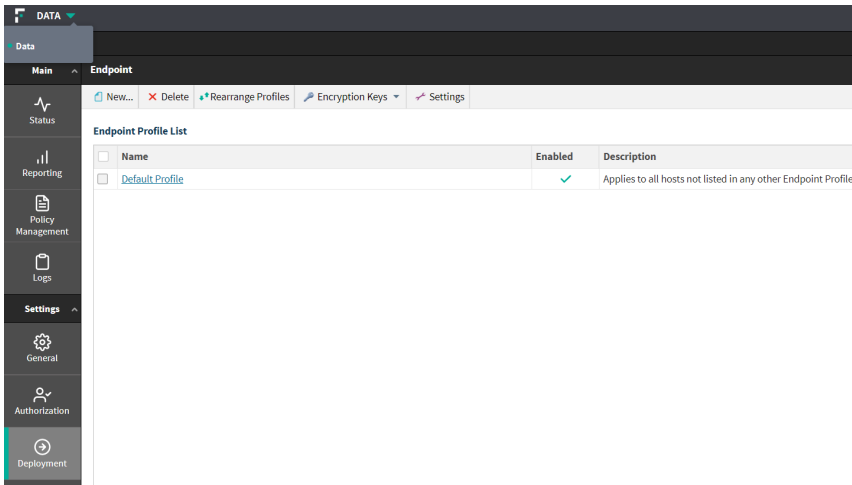 DATA
Data
Main
Endpoint
New... Delete Rearrange Profiles Encryption Keys Settings
Status
Endpoint Profile List
Name Enabled Description
Default Profile Applies to all hosts not listed in any other Endpoint Profile
Reporting
Policy
Management
Logs
Settings
General
Authorization
Deployment